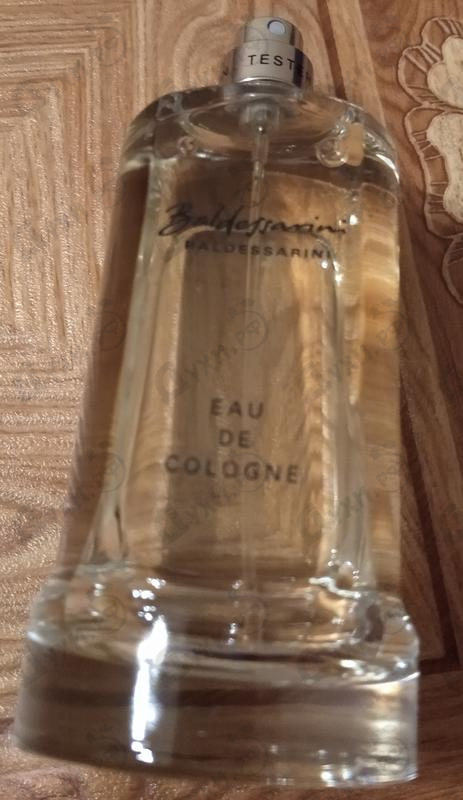 TESTER
Baldessarini
BALDESSARINI
EAU
DE
COLOGNE